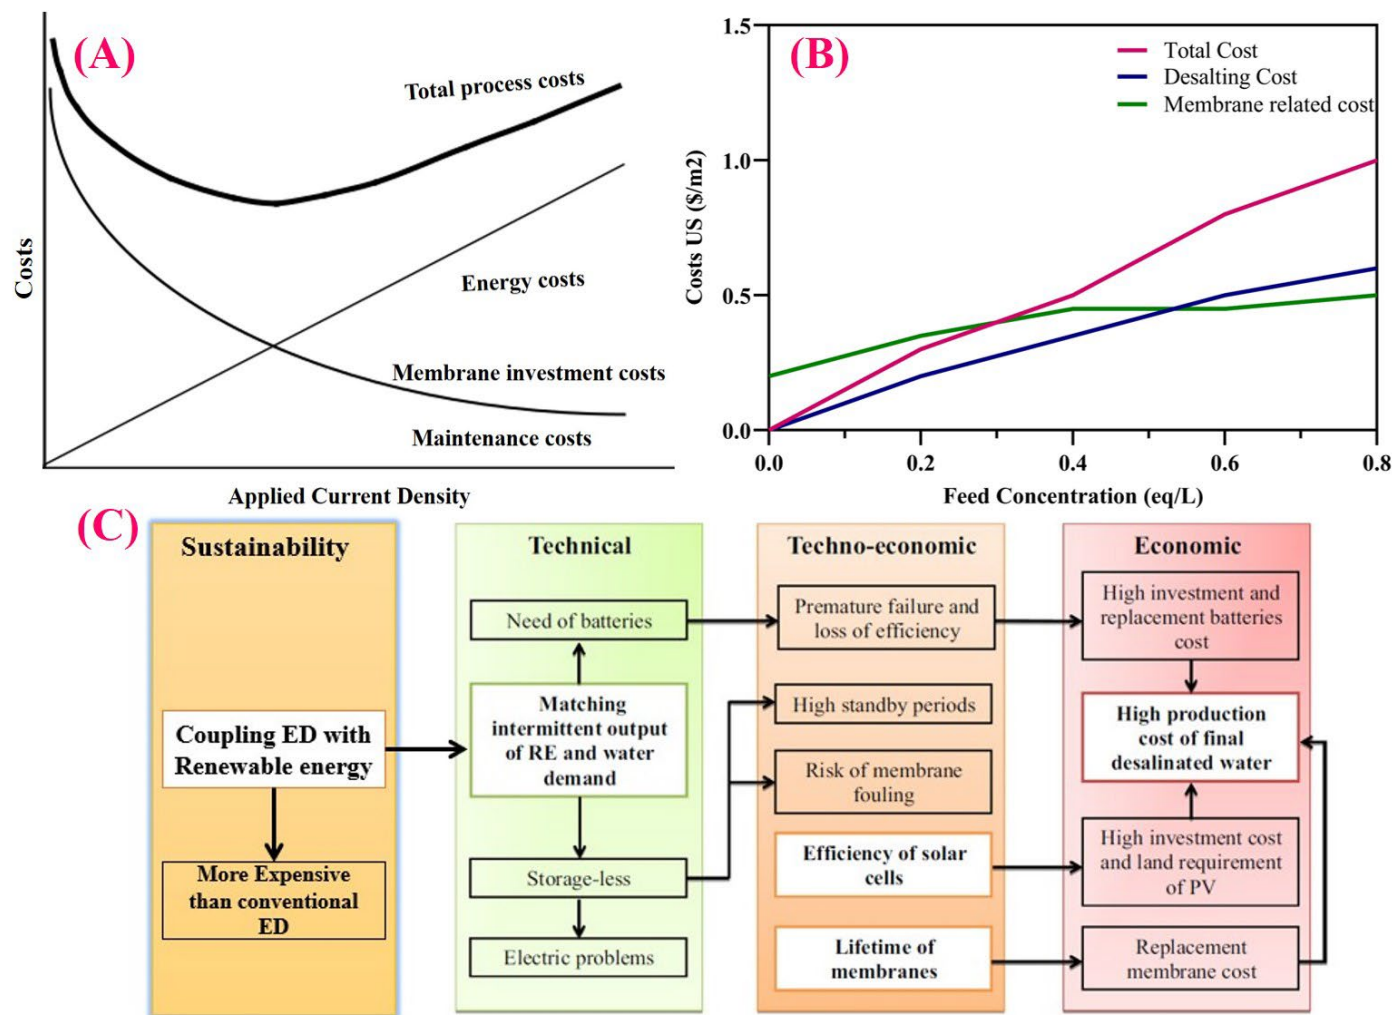 (A)
Total process costs
Energy costs
Membrane investment costs
Maintenance costs
Costs
Applied Current Density
(B)
Total Cost
Desalting Cost
Membrane related cost
Costs US ($/m2)
1.5
1.0
0.5
0.0
0.0 0.2 0.4 0.6 0.8
Feed Concentration (eq/L)
(C)
Sustainability
Coupling ED with
Renewable energy
More Expensive
than conventional
ED
Technical
Need of batteries
Matching
intermittent output
of RE and water
demand
Storage-less
Electric problems
Techno-economic
Premature failure and
loss of efficiency
High standby periods
Risk of membrane
fouling
Efficiency of solar
cells
Lifetime of
membranes
Economic
High investment and
replacement batteries
cost
High production
cost of final
desalinated water
High investment cost
and land requirement
of PV
Replacement
membrane cost